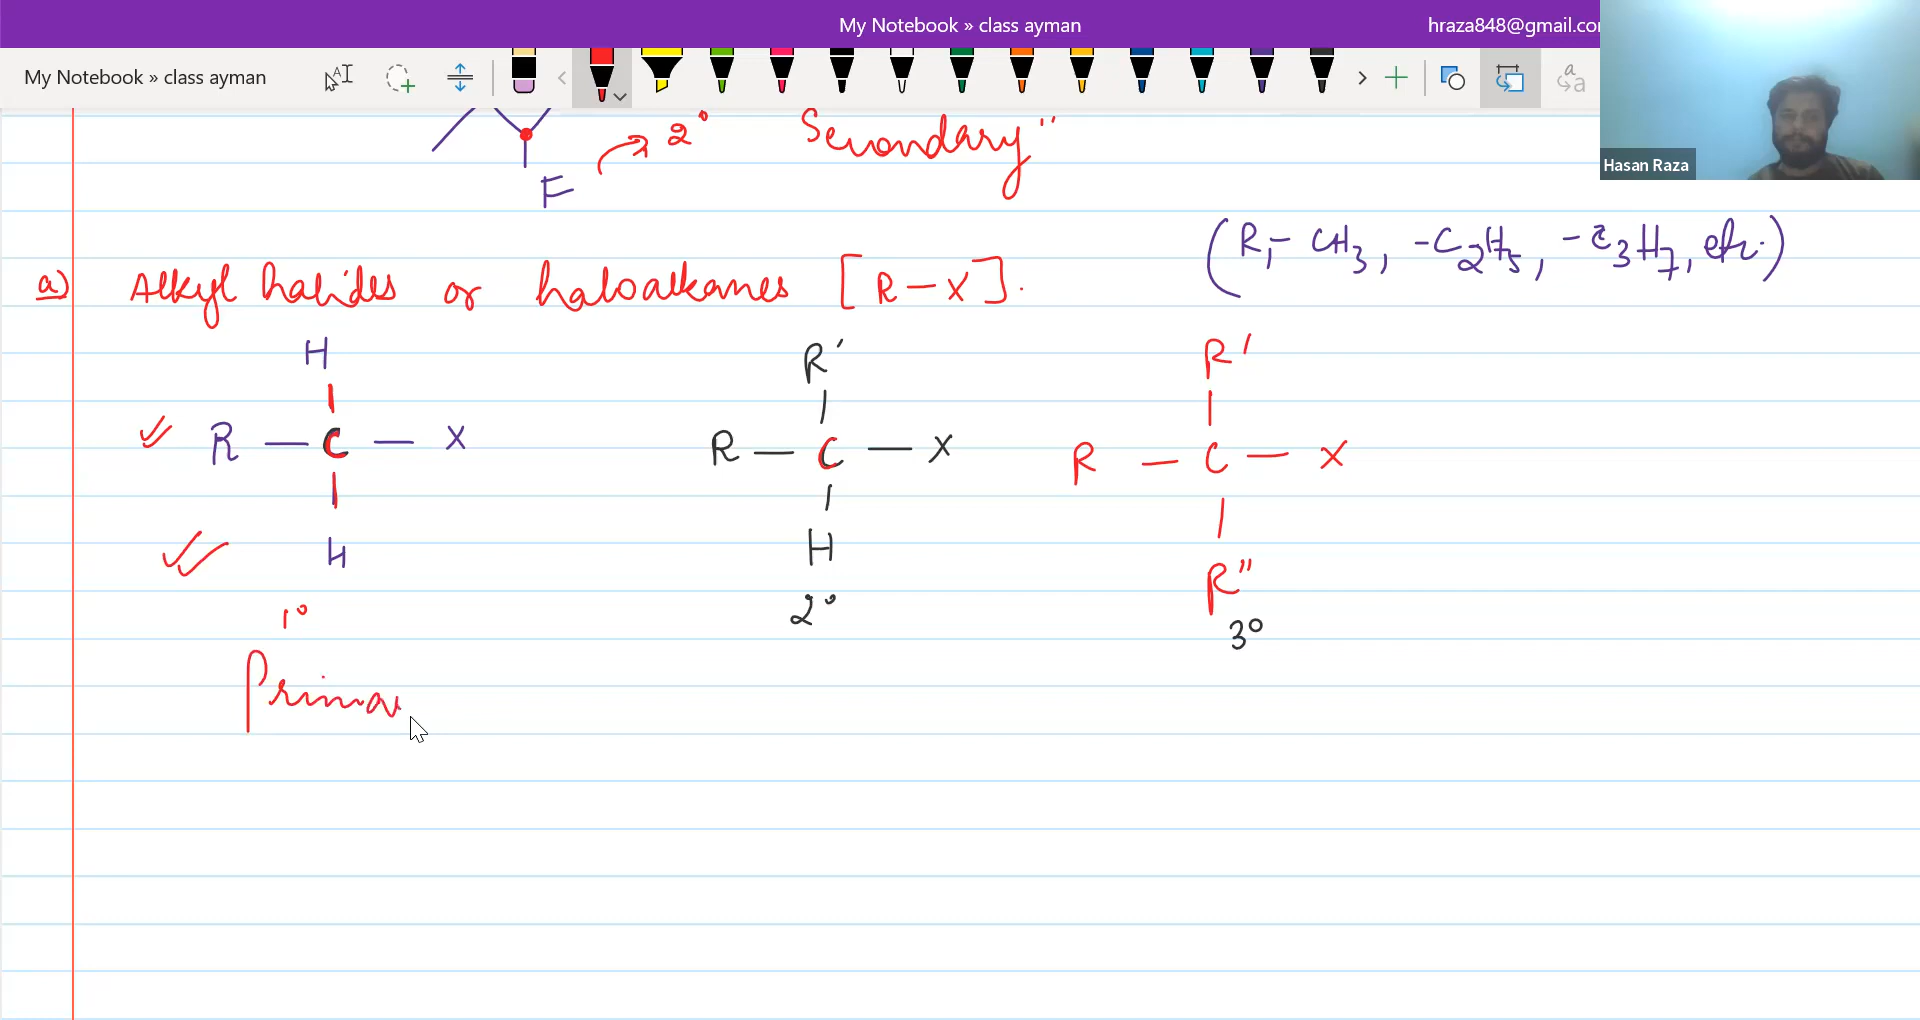 My Notebook » class ayman
hraza848@gmail.co
My Notebook » class ayman
Hasan Raza
2° Secondary"
F
(R, - CH3, -C2H5, -C3H7, etc.)
a) Alkyl halides or haloalkanes [R-X].
H
R — C — X
H
1°
Primar
R'
R — C — X
H
2°
R'
R — C — X
R"
3°